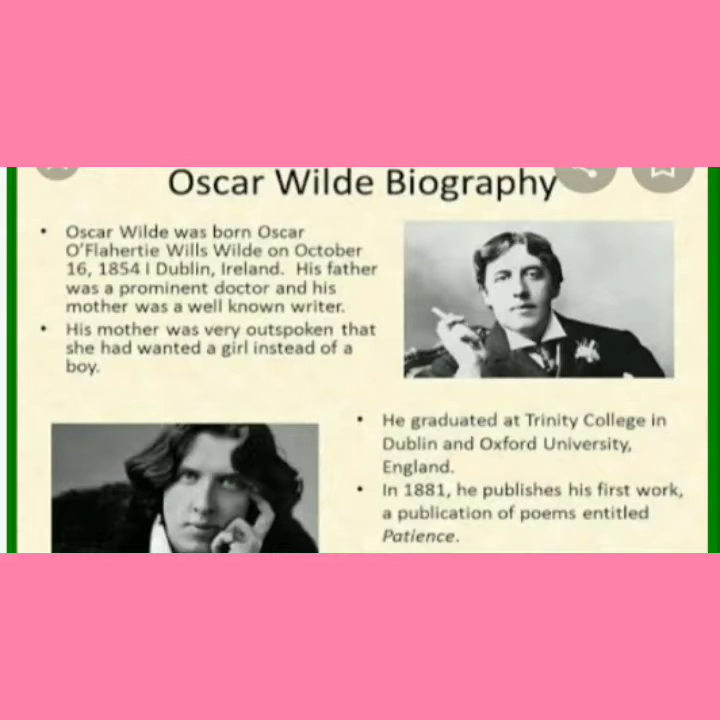 Oscar Wilde Biography
• Oscar Wilde was born Oscar
O'Flahertie Wills Wilde on October
16, 1854 I Dublin, Ireland.  His father
was a prominent doctor and his
mother was a well known writer.
• His mother was very outspoken that
she had wanted a girl instead of a
boy.
• He graduated at Trinity College in
Dublin and Oxford University,
England.
• In 1881, he publishes his first work,
a publication of poems entitled
Patience.